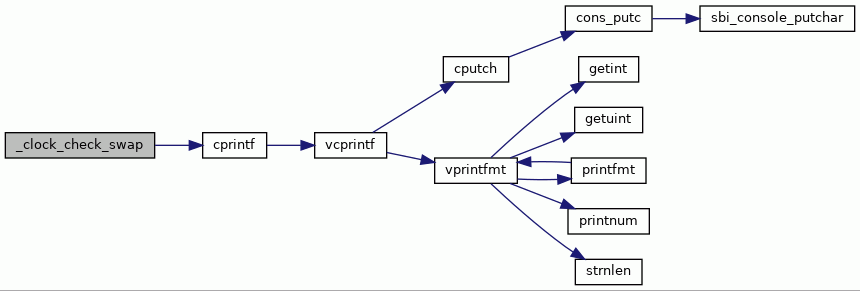 _clock_check_swap
cprintf
vcprintf
cputch
cons_putc
sbi_console_putchar
vprintfmt
getint
getuint
printfmt
printnum
strnlen